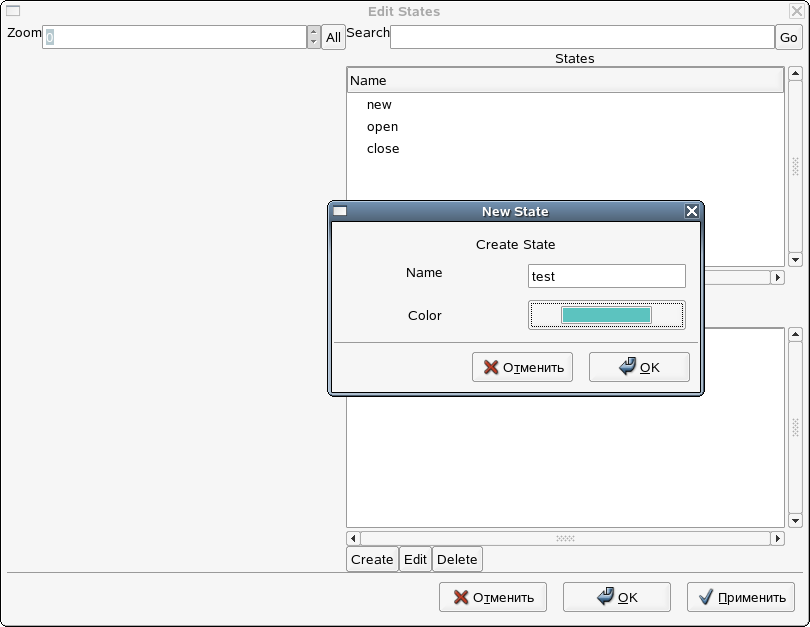 Edit States
Zoom 0 All Search Go
States
Name
new
open
close
New State
Create State
Name test
Color
Отменить OK
Create Edit Delete
Отменить OK Применить